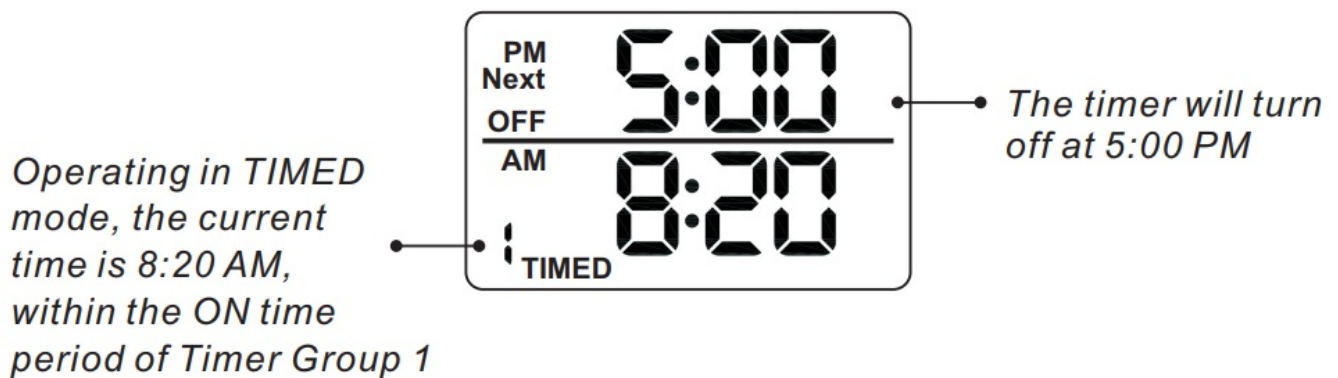 PM
Next
OFF
5:00
The timer will turn
off at 5:00 PM
Operating in TIMED
mode, the current
time is 8:20 AM,
within the ON time
period of Timer Group 1
AM
8:20
1 TIMED